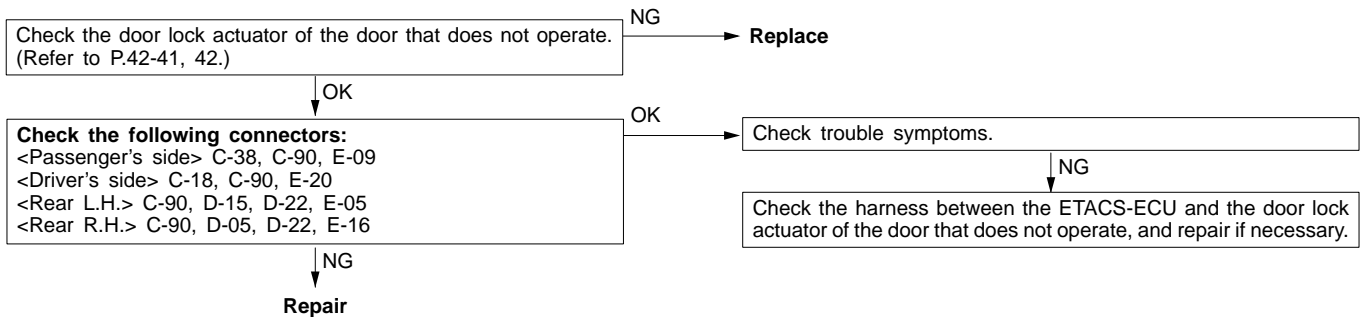 Check the door lock actuator of the door that does not operate.
(Refer to P.42-41, 42.)
NG
Replace
OK
Check the following connectors:
<Passenger's side> C-38, C-90, E-09
<Driver's side> C-18, C-90, E-20
<Rear L.H.> C-90, D-15, D-22, E-05
<Rear R.H.> C-90, D-05, D-22, E-16
OK
Check trouble symptoms.
NG
Check the harness between the ETACS-ECU and the door lock
actuator of the door that does not operate, and repair if necessary.
NG
Repair